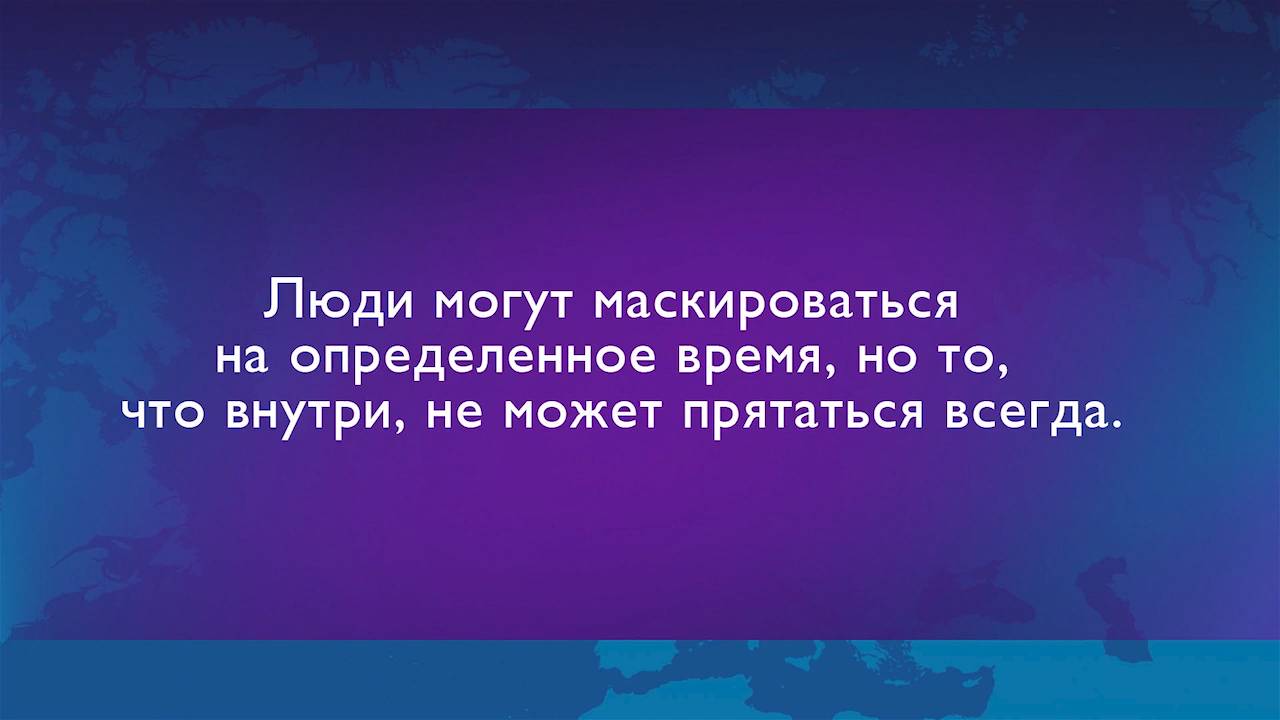 Люди могут маскироваться
на определенное время, но то,
что внутри, не может прятаться всегда.